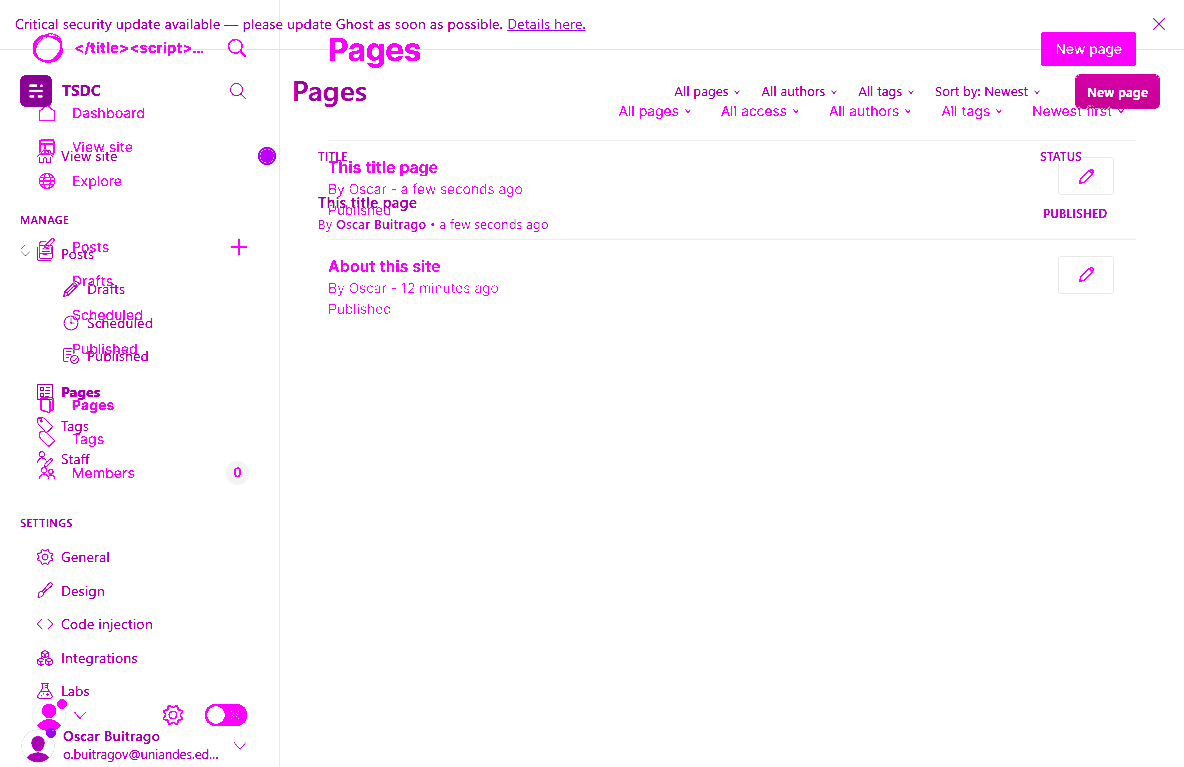 Critical security update available — please update Ghost as soon as possible. Details here.
</title><script>...
Pages
New page
TSDC
Pages
All pages
All authors
All tags
Sort by: Newest
New page
Dashboard
All pages
All access
All authors
All tags
Newest first
View site
View site
Explore
TITLE
STATUS
This title page
By Oscar - a few seconds ago
Published
This title page
By Oscar Buitrago • a few seconds ago
PUBLISHED
MANAGE
Posts
Posts
Drafts
Drafts
Scheduled
Scheduled
Published
Published
About this site
By Oscar - 12 minutes ago
Published
Pages
Pages
Tags
Tags
Staff
Members
0
SETTINGS
General
Design
Code injection
Integrations
Labs
Oscar Buitrago
o.buitragov@uniandes.ed...